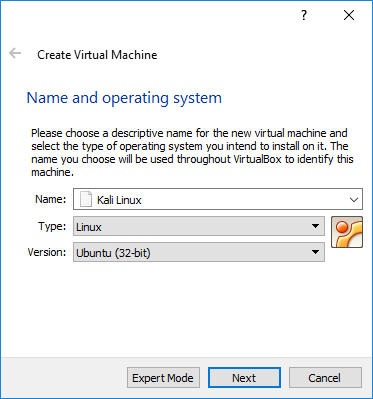 ?
Create Virtual Machine
Name and operating system
Please choose a descriptive name for the new virtual machine and
select the type of operating system you intend to install on it. The
name you choose will be used throughout VirtualBox to identify this
machine.
Name: Kali Linux
Type: Linux
Version: Ubuntu (32-bit)
Expert Mode Next Cancel